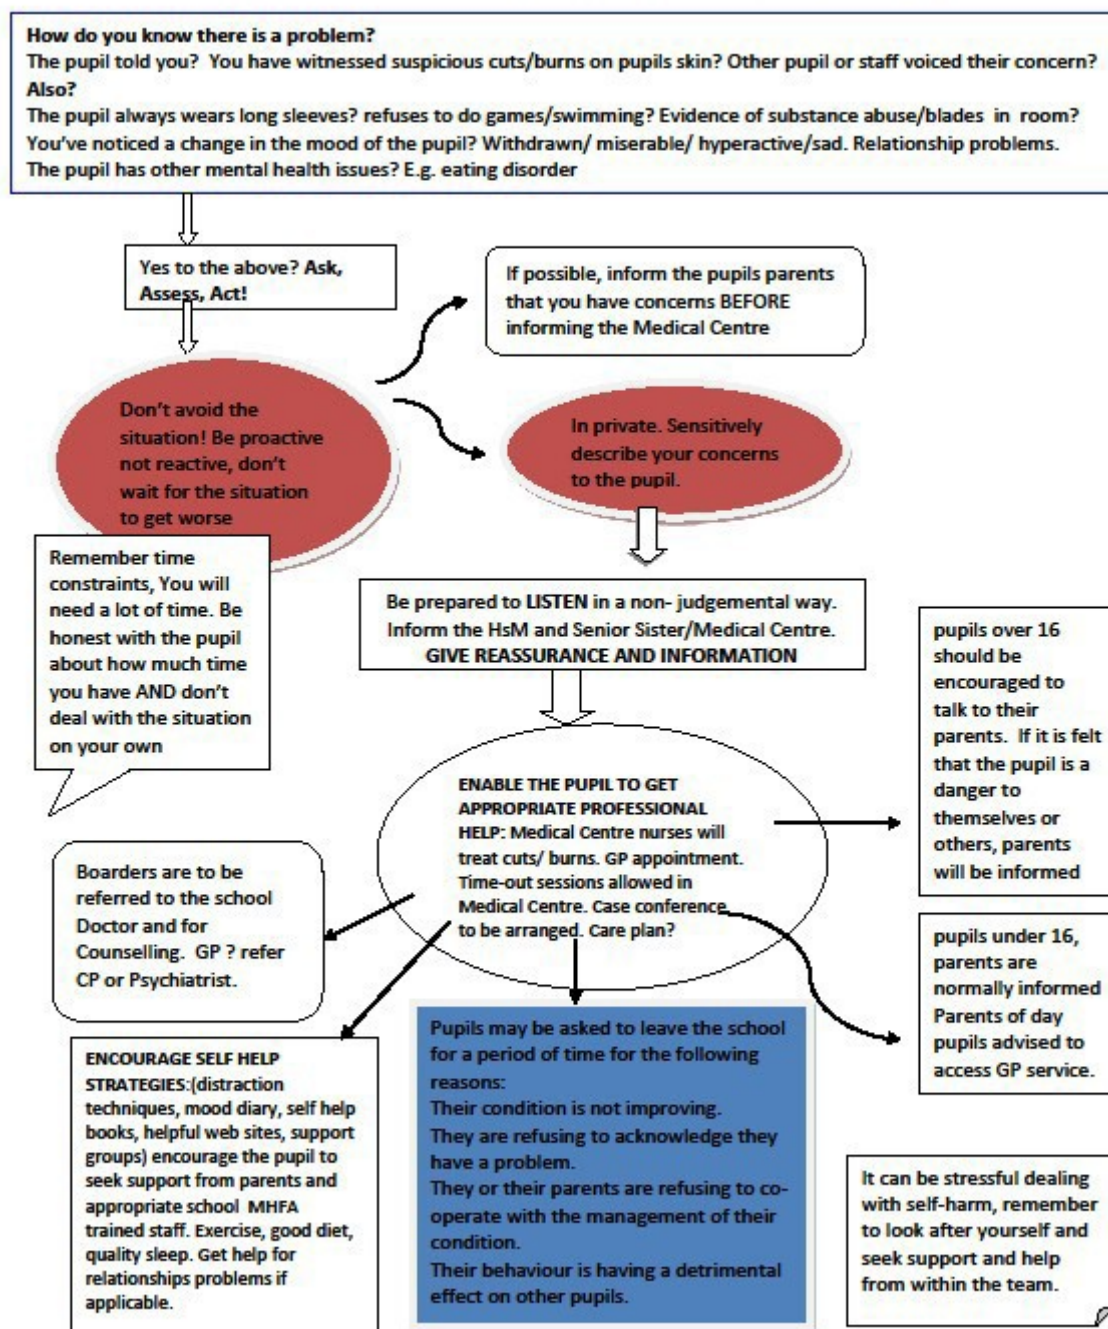 How do you know there is a problem?
The pupil told you? You have witnessed suspicious cuts/burns on pupils skin? Other pupil or staff voiced their concern?
Also?
The pupil always wears long sleeves? refuses to do games/swimming? Evidence of substance abuse/blades in room?
You've noticed a change in the mood of the pupil? Withdrawn/ miserable/ hyperactive/sad. Relationship problems.
The pupil has other mental health issues? E.g. eating disorder
Yes to the above? Ask,
Assess, Act!
If possible, inform the pupils parents
that you have concerns BEFORE
informing the Medical Centre
Don't avoid the
situation! Be proactive
not reactive, don't
wait for the situation
to get worse
In private. Sensitively
describe your concerns
to the pupil.
Remember time
constraints, You will
need a lot of time. Be
honest with the pupil
about how much time
you have AND don't
deal with the situation
on your own
Be prepared to LISTEN in a non- judgemental way.
Inform the HsM and Senior Sister/Medical Centre.
GIVE REASSURANCE AND INFORMATION
pupils over 16
should be
encouraged to
talk to their
parents. If it is felt
that the pupil is a
danger to
themselves or
others, parents
will be informed
ENABLE THE PUPIL TO GET
APPROPRIATE PROFESSIONAL
HELP: Medical Centre nurses will
treat cuts/ burns. GP appointment.
Time-out sessions allowed in
Medical Centre. Case conference
to be arranged. Care plan?
Boarders are to be
referred to the school
Doctor and for
Counselling. GP ? refer
CP or Psychiatrist.
pupils under 16,
parents are
normally informed
Parents of day
pupils advised to
access GP service.
ENCOURAGE SELF HELP
STRATEGIES:(distraction
techniques, mood diary, self help
books, helpful web sites, support
groups) encourage the pupil to
seek support from parents and
appropriate school MHFA
trained staff. Exercise, good diet,
quality sleep. Get help for
relationships problems if
applicable.
Pupils may be asked to leave the school
for a period of time for the following
reasons:
Their condition is not improving.
They are refusing to acknowledge they
have a problem.
They or their parents are refusing to co-
operate with the management of their
condition.
Their behaviour is having a detrimental
effect on other pupils.
It can be stressful dealing
with self-harm, remember
to look after yourself and
seek support and help
from within the team.